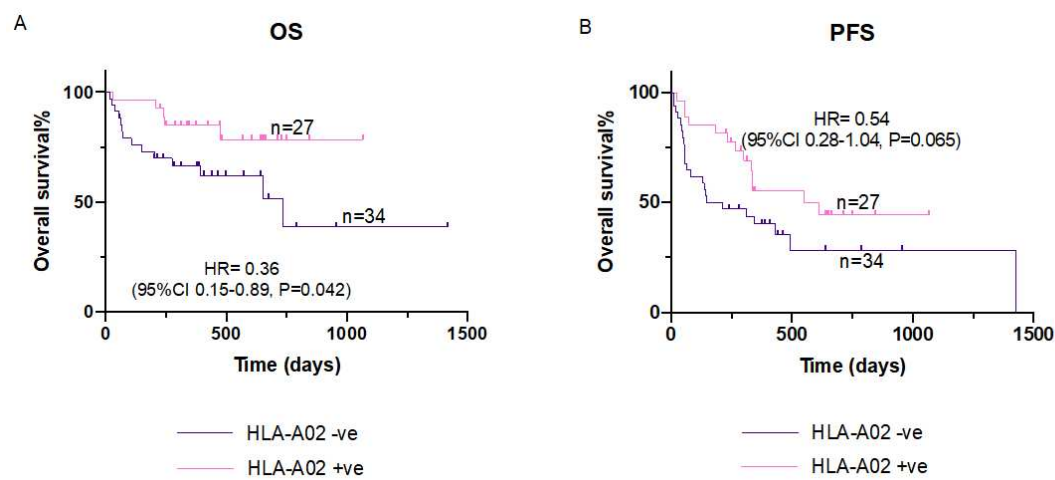 A
OS
Overall survival%
100
50
0
n=27
n=34
HR= 0.36
(95%CI 0.15-0.89, P=0.042)
0
500
1000
1500
Time (days)
HLA-A02 -ve
HLA-A02 +ve
B
PFS
Overall survival%
100
50
0
HR= 0.54
(95%CI 0.28-1.04, P=0.065)
n=27
n=34
0
500
1000
1500
Time (days)
HLA-A02 -ve
HLA-A02 +ve